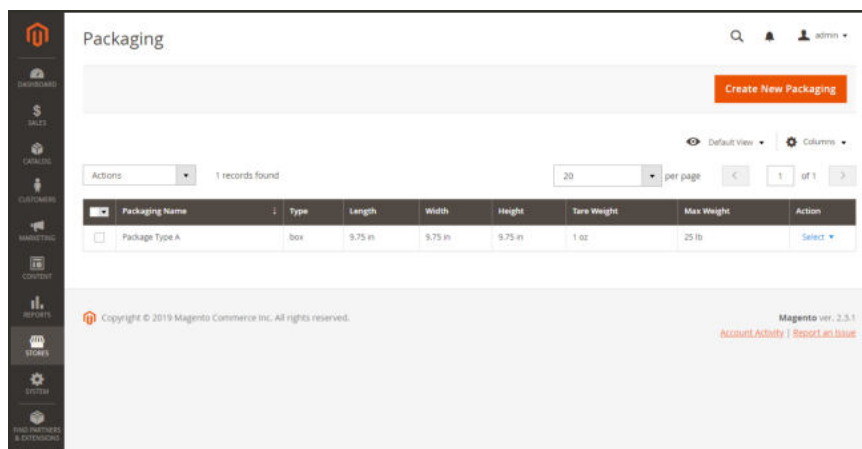 Packaging
admin
DASHBOARD
SALES
CATALOG
CUSTOMERS
MARKETING
CONTENT
REPORTS
STORES
SYSTEM
FIND PARTNERS
& EXTENSIONS
Create New Packaging
Default View
Columns
Actions
1 records found
20
per page
1
of 1
Packaging Name ↓ Type Length Width Height Tare Weight Max Weight Action
Package Type A box 9.75 in 9.75 in 9.75 in 1 oz 25 lb Select
Copyright © 2019 Magento Commerce Inc. All rights reserved.
Magento ver. 2.3.1
Account Activity | Report an Issue